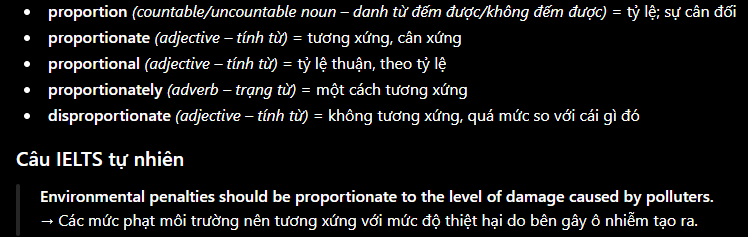 • proportion (countable/uncountable noun – danh từ đếm được/không đếm được) = tỷ lệ; sự cân đối
• proportionate (adjective – tính từ) = tương xứng, cân xứng
• proportional (adjective – tính từ) = tỷ lệ thuận, theo tỷ lệ
• proportionately (adverb – trạng từ) = một cách tương xứng
• disproportionate (adjective – tính từ) = không tương xứng, quá mức so với cái gì đó
Câu IELTS tự nhiên
Environmental penalties should be proportionate to the level of damage caused by polluters.
→ Các mức phạt môi trường nên tương xứng với mức độ thiệt hại do bên gây ô nhiễm tạo ra.